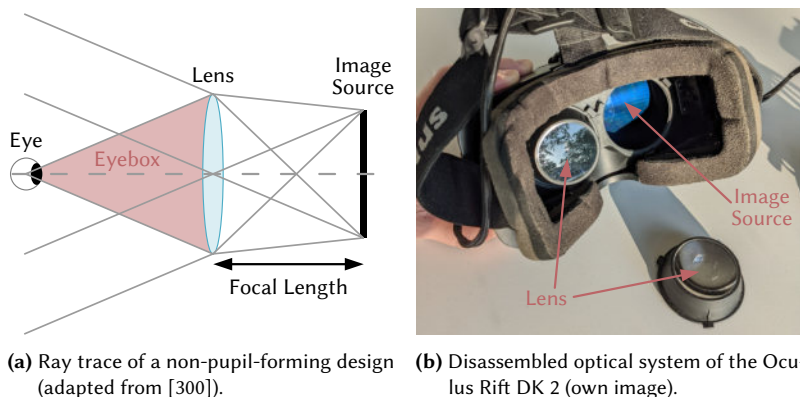 Lens
Image
Source
Eye
Eyebox
Focal Length
(a) Ray trace of a non-pupil-forming design
(adapted from [300]).
sun
Image
Source
Lens
(b) Disassembled optical system of the Ocu-
lus Rift DK 2 (own image).